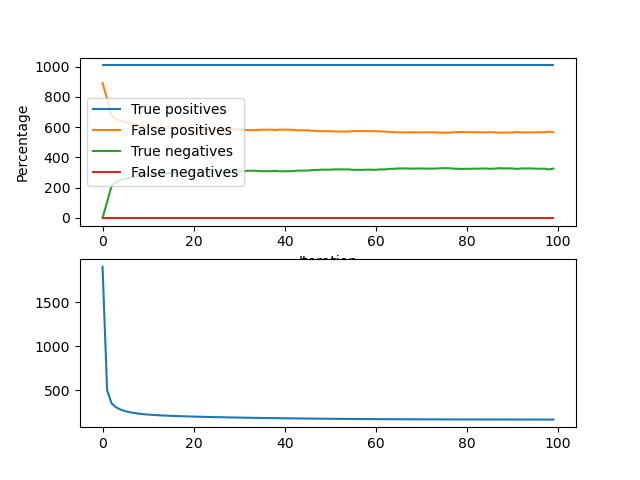 1000
800
600
400
200
0
Percentage
True positives
False positives
True negatives
False negatives
0 20 40 60 80 100
Iteration
1500
1000
500
0 20 40 60 80 100